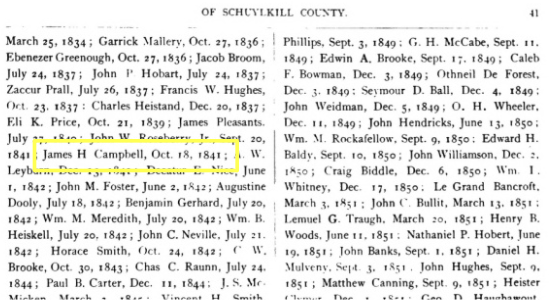 OF SCHUYLKILL COUNTY. 41
March 25, 1834; Garrick Mallery, Oct. 27, 1836;
Ebenezer Greenough, Oct. 27, 1836; Jacob Broom,
July 24, 1837; John P Hobart, July 24, 1837;
Zaccur Prall, July 26, 1837; Francis W. Hughes,
Oct. 23, 1837: Charles Heistand, Dec. 20, 1837;
Eli K. Price, Oct. 21, 1839; James Pleasants.
July 1840; John W. Roseberry, Jr., Sept. 20,
1841; James H Campbell, Oct. 18, 1841; W.
Leyburn, Dec. 13, 1841; Decatur E. Nice, June
1, 1842; John M. Foster, June 2, 1842; Augustine
Dooly, July 18, 1842; Benjamin Gerhard, July 20,
1842; Wm. M. Meredith, July 20, 1842; Wm. B.
Heiskell, July 20, 1842; John C. Neville, July 21.
1842; Horace Smith, Oct. 24, 1842; C W.
Brooke, Oct. 30, 1843; Chas C. Raunn, July 24.
1844; Paul B. Carter, Dec. 11, 1844; J. S. Mc-
March Vincent H. Smith
Phillips, Sept. 3, 1849: G. H. McCabe, Sept. 11.
1849; Edwin A. Brooke, Sept. 17. 1849; Caleb
F. Bowman, Dec. 3, 1849; Othneil De Forest,
Dec. 3. 1849: Seymour D. Ball, Dec. 4, 1849;
John Weidman, Dec. 5, 1849; O. H. Wheeler,
Dec. 11, 1849; John Hendricks, June 13, 1850;
Wm. M. Rockafellow, Sept. 9, 1850: Edward H.
Baldy. Sept. 10, 1850; John Williamson, Dec. 2,
1850; Craig Biddle, Dec. 6, 1850; Wm. I.
Whitney, Dec. 17, 1850. Le Grand Bancroft,
March 3, 1851; John C. Bullit, March 13, 1851;
Lemuel G. Traugh, March 20, 1851; Henry B.
Woods, June 11, 1851: Nathaniel P. Hobert, June
19, 1851; John Banks, Sept. 1, 1851; Daniel H.
Mulveny, Sept. 3, 1851. John Hughes, Sept. 9,
1851; Matthew Canning, Sept. 9, 1851; Heister
Clymer Dec. 1851; Geo. D. Haughawout